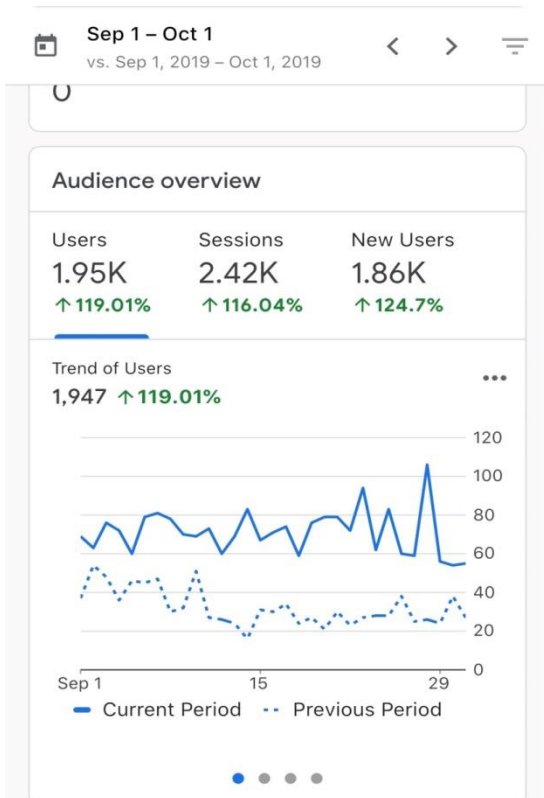 Sep 1 – Oct 1
vs. Sep 1, 2019 – Oct 1, 2019
0
Audience overview
Users Sessions New Users
1.95K 2.42K 1.86K
↑ 119.01% ↑ 116.04% ↑ 124.7%
Trend of Users
1,947 ↑ 119.01%
120
100
80
60
40
20
0
Sep 1 15 29
Current Period Previous Period